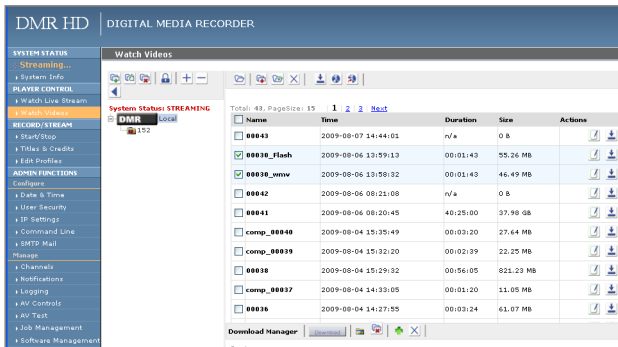 DMR HD DIGITAL MEDIA RECORDER
SYSTEM STATUS
Streaming...
System Info
PLAYER CONTROL
Watch Live Stream
Watch Videos
RECORD/STREAM
Start/Stop
Titles & Credits
Edit Profiles
ADMIN FUNCTIONS
Configure
Date & Time
User Security
IP Settings
Command Line
SMTP Mail
Manage
Channels
Notifications
Logging
AV Controls
AV Test
Job Management
Software Management
Watch Videos
System Status: STREAMING
DMR Local
152
Total: 43, PageSize: 15 1 2 3 Next
Name Time Duration Size Actions
00043 2009-08-07 14:44:01 n/a 0 B
00030_Flash 2009-08-06 13:59:13 00:01:43 55.26 MB
00030_wmv 2009-08-06 13:58:32 00:01:43 46.49 MB
00042 2009-08-06 08:21:08 n/a 0 B
00041 2009-08-06 08:20:45 40:25:00 37.98 GB
comp_00040 2009-08-04 15:35:49 00:03:20 27.64 MB
comp_00039 2009-08-04 15:32:20 00:02:39 22.25 MB
00038 2009-08-04 15:29:32 00:56:05 821.23 MB
comp_00037 2009-08-04 14:33:05 00:01:20 11.05 MB
00036 2009-08-04 14:27:55 00:03:24 61.07 MB
Download Manager Download